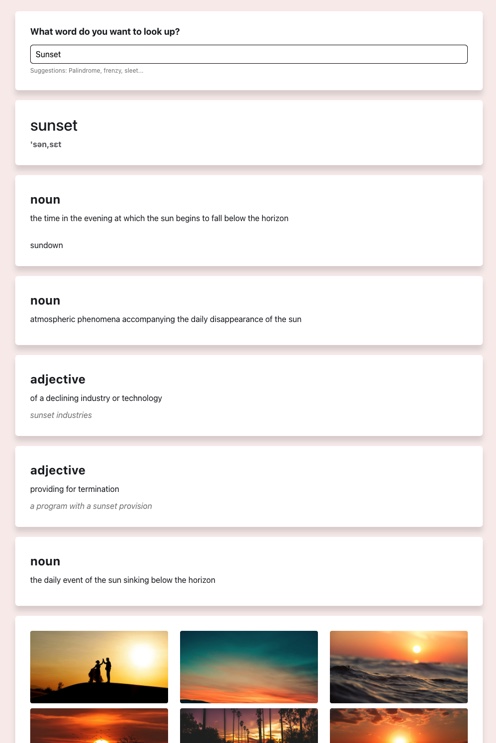 What word do you want to look up?
Sunset
Suggestions: Palindrome, frenzy, sleet...
sunset
'sən,sɛt
noun
the time in the evening at which the sun begins to fall below the horizon
sundown
noun
atmospheric phenomena accompanying the daily disappearance of the sun
adjective
of a declining industry or technology
sunset industries
adjective
providing for termination
a program with a sunset provision
noun
the daily event of the sun sinking below the horizon